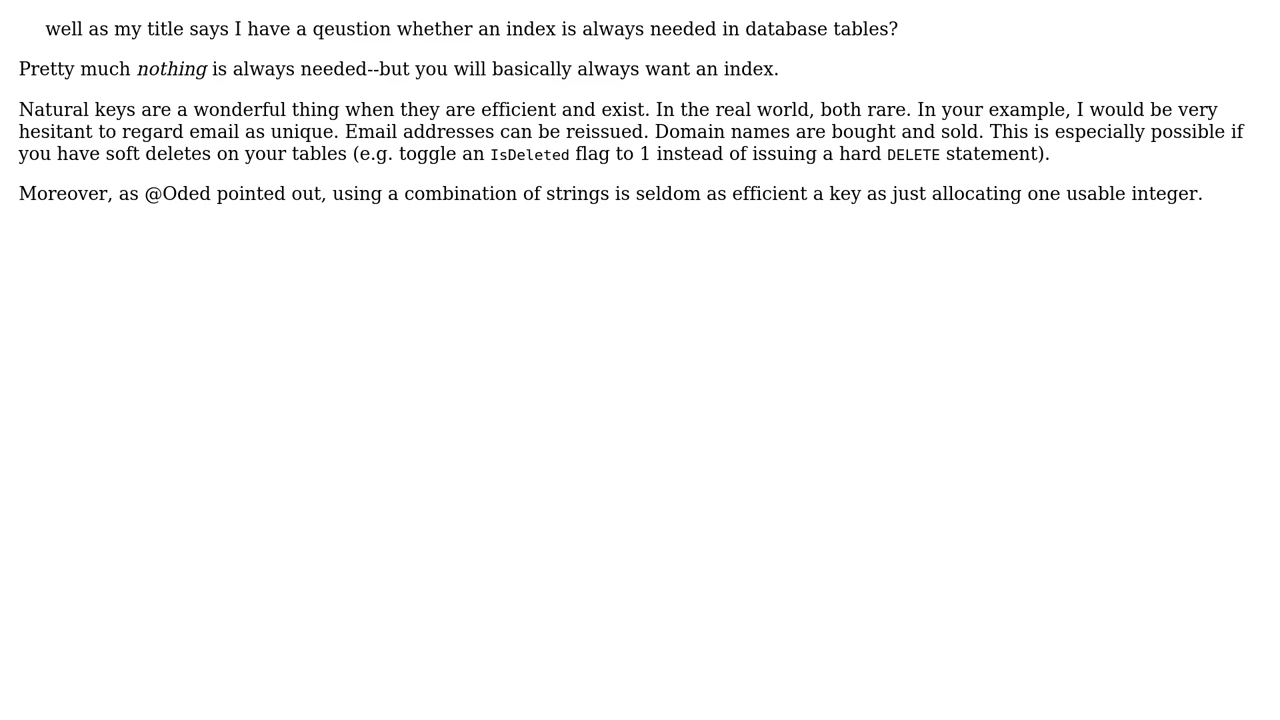 well as my title says I have a qeustion whether an index is always needed in database tables?
Pretty much nothing is always needed--but you will basically always want an index.
Natural keys are a wonderful thing when they are efficient and exist. In the real world, both rare. In your example, I would be very
hesitant to regard email as unique. Email addresses can be reissued. Domain names are bought and sold. This is especially possible if
you have soft deletes on your tables (e.g. toggle an IsDeleted flag to 1 instead of issuing a hard DELETE statement).
Moreover, as @Oded pointed out, using a combination of strings is seldom as efficient a key as just allocating one usable integer.